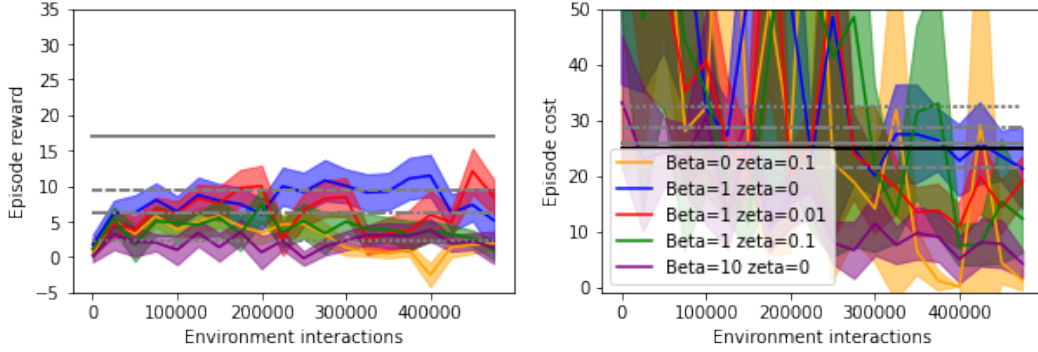 35
30
25
20
15
10
5
0
-5
Episode reward
0 100000 200000 300000 400000
Environment interactions
50
40
30
20
10
0
Episode cost
Beta=0 zeta=0.1
Beta=1 zeta=0
Beta=1 zeta=0.01
Beta=1 zeta=0.1
Beta=10 zeta=0
0 100000 200000 300000 400000
Environment interactions